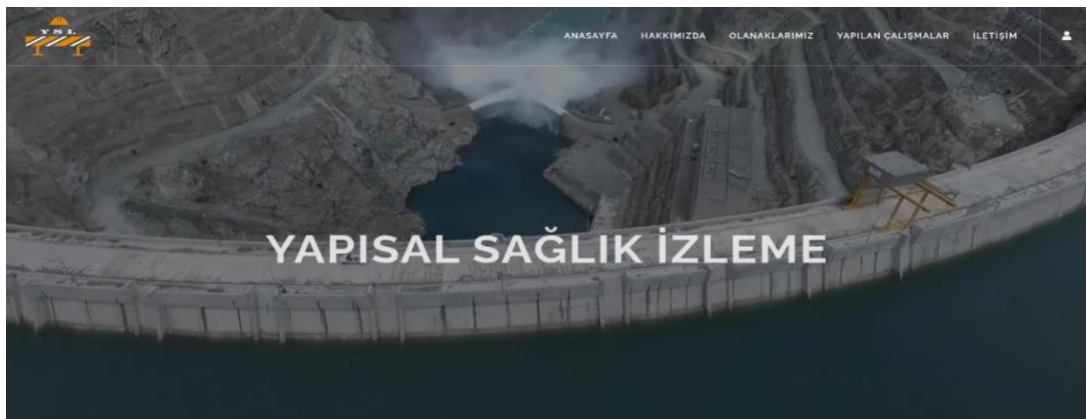 YSL
ANASAYFA HAKKIMIZDA OLANAKLARIMIZ YAPILAN ÇALIŞMALAR İLETİŞİM
YAPISAL SAĞLIK İZLEME